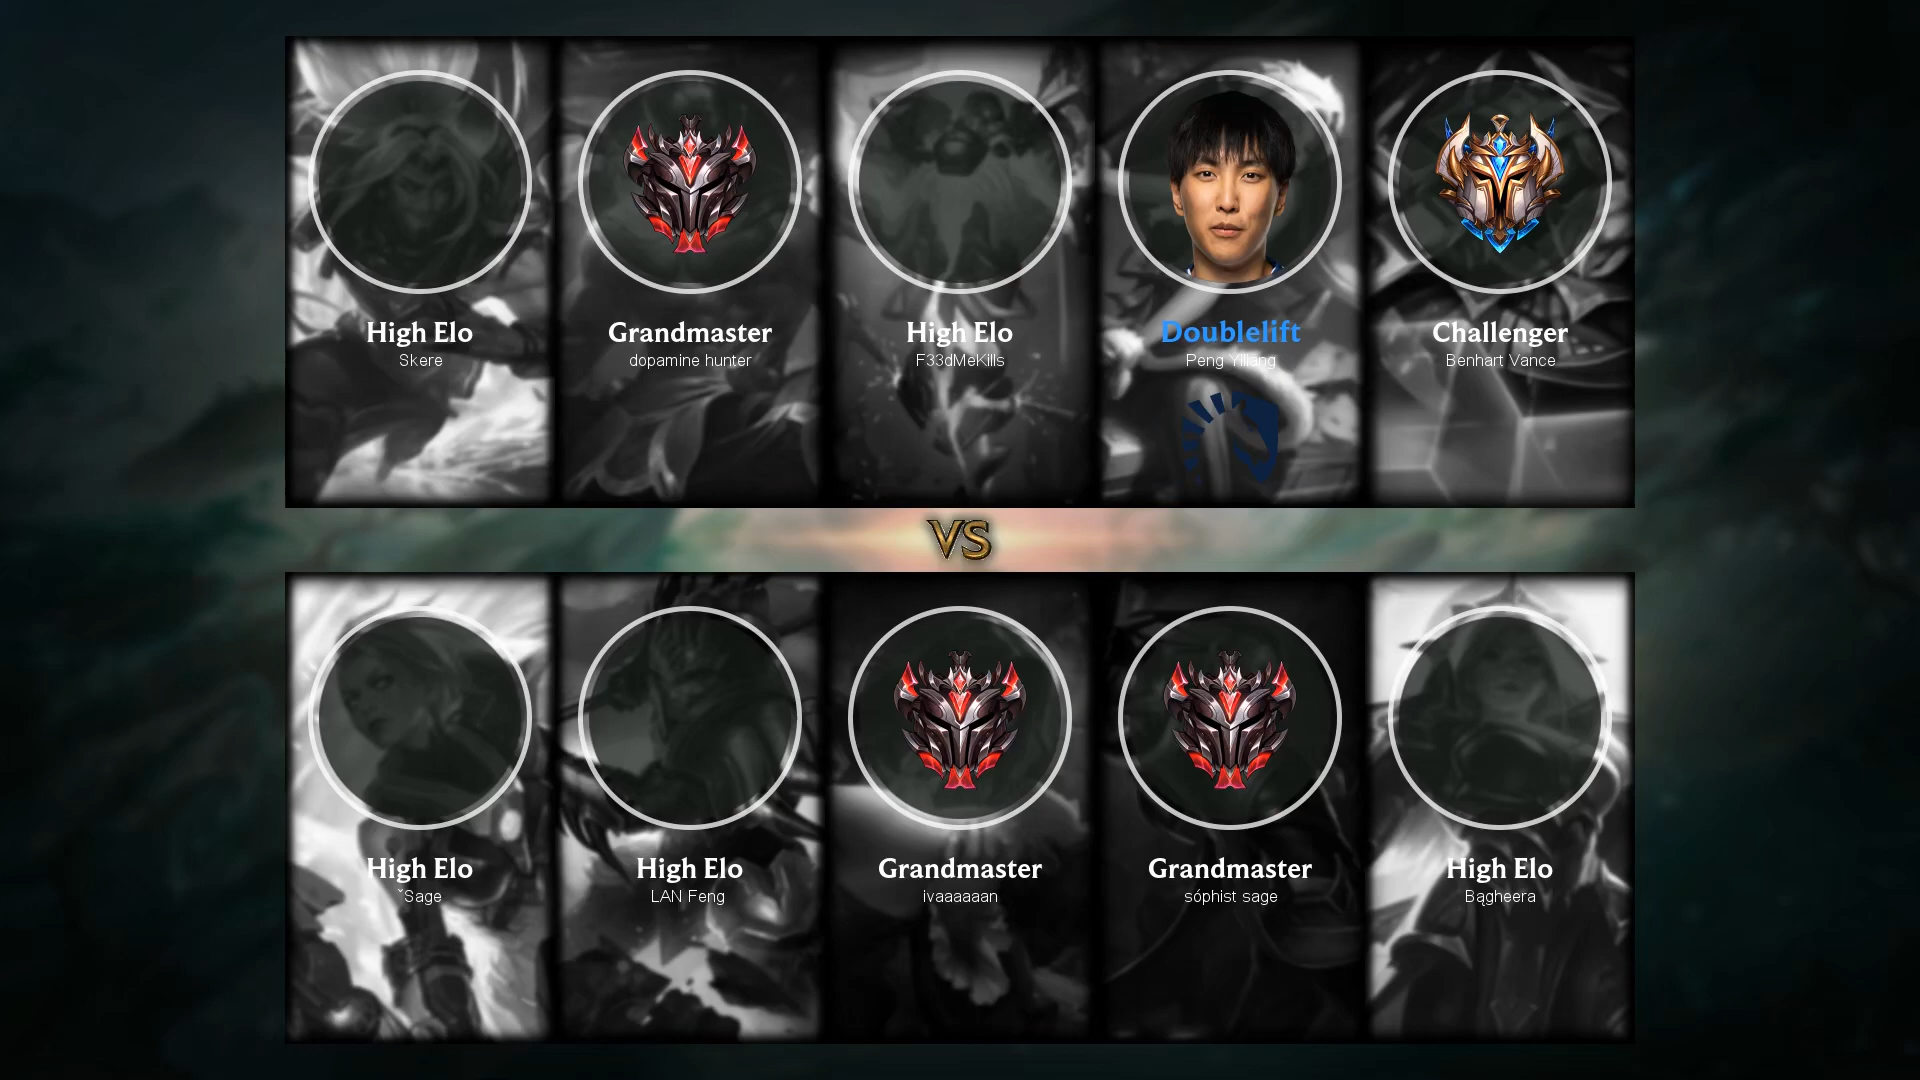 High Elo
Skere
Grandmaster
dopamine hunter
High Elo
F33dMeKills
Doublelift
Peng Yiliang
Challenger
Benhart Vance
VS
High Elo
ˇSage
High Elo
LAN Feng
Grandmaster
ivaaaaaan
Grandmaster
sóphist sage
High Elo
Bągheera